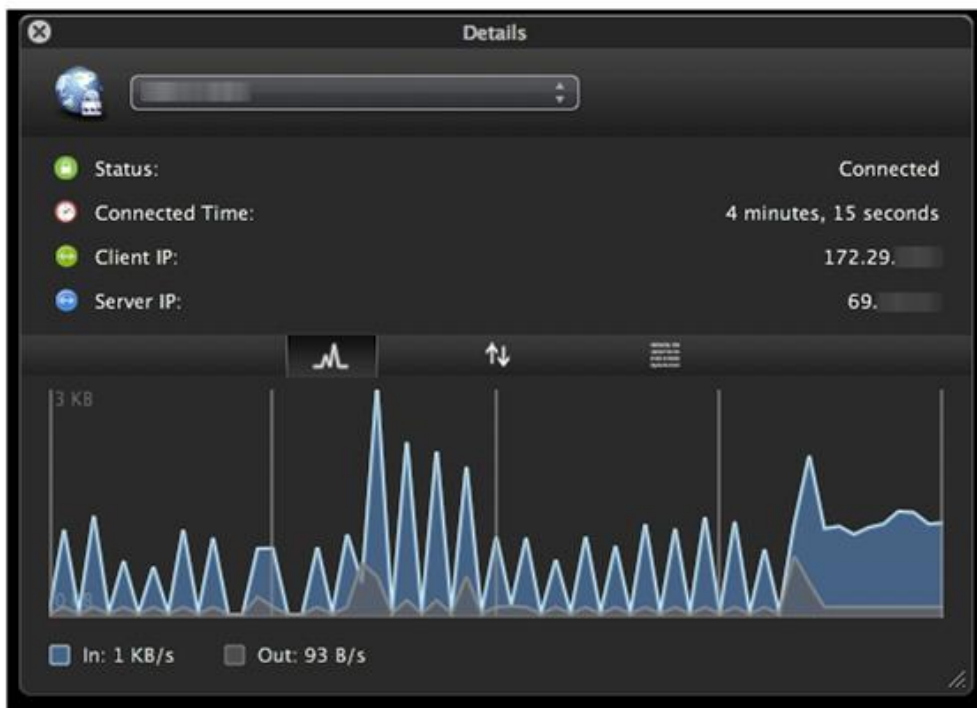 Details
Status: Connected
Connected Time: 4 minutes, 15 seconds
Client IP: 172.29.
Server IP: 69.
3 KB
In: 1 KB/s Out: 93 B/s